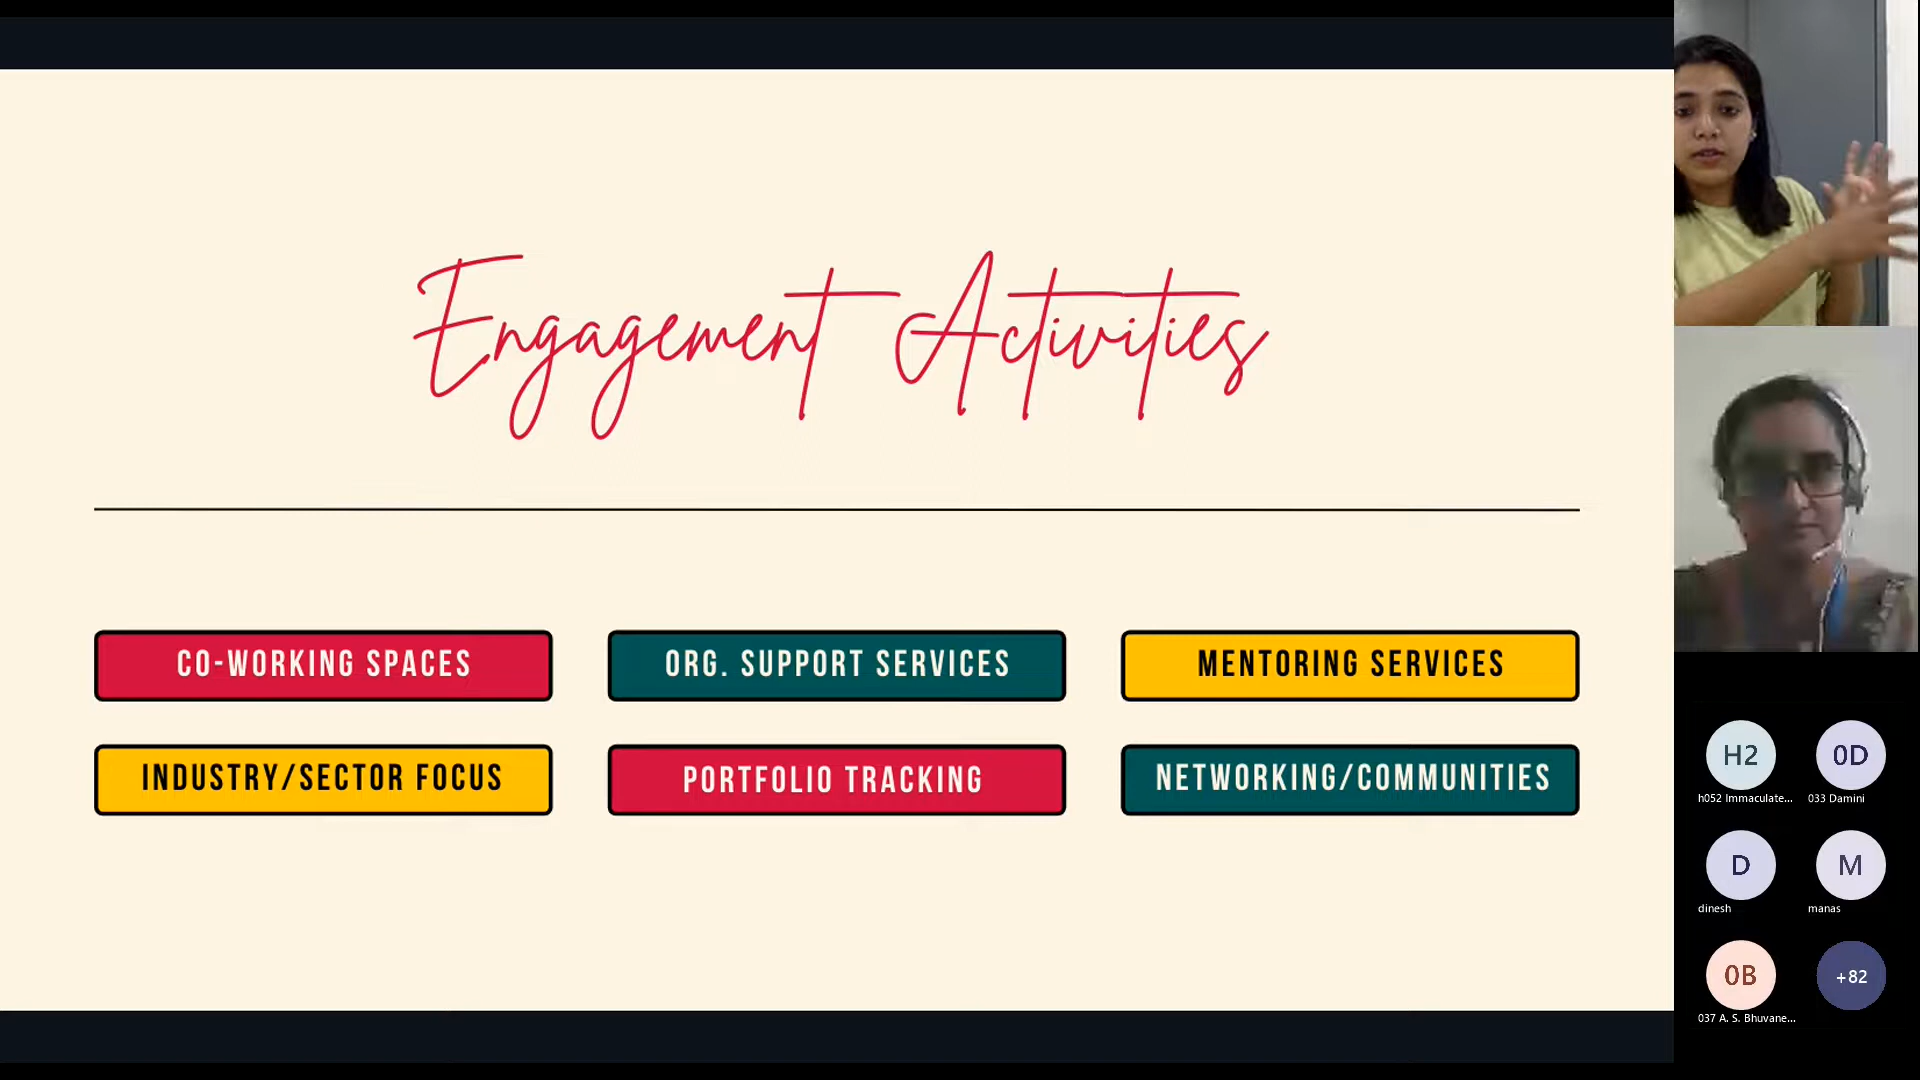 Engagement Activities
CO-WORKING SPACES
ORG. SUPPORT SERVICES
MENTORING SERVICES
INDUSTRY/SECTOR FOCUS
PORTFOLIO TRACKING
NETWORKING/COMMUNITIES
H2
0D
h052 Immaculate...
033 Damini
D
M
dinesh
manas
0B
+82
037 A. S. Bhuvane...